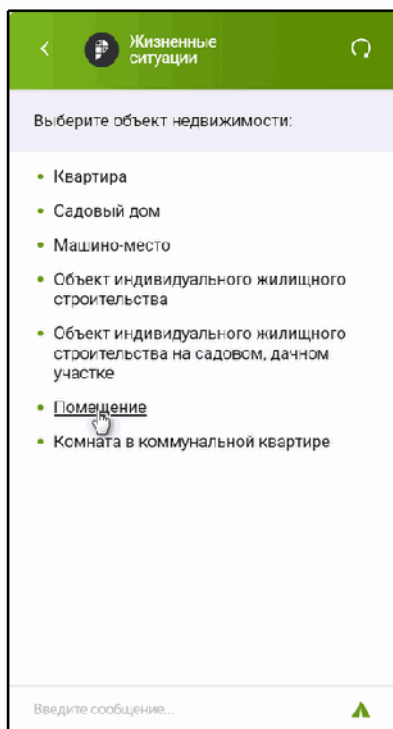 Жизненные
ситуации
Выберите объект недвижимости:
Квартира
Садовый дом
Машино-место
Объект индивидуального жилищного
строительства
Объект индивидуального жилищного
строительства на садовом, дачном
участке
Помещение
Комната в коммунальной квартире
Введите сообщение...